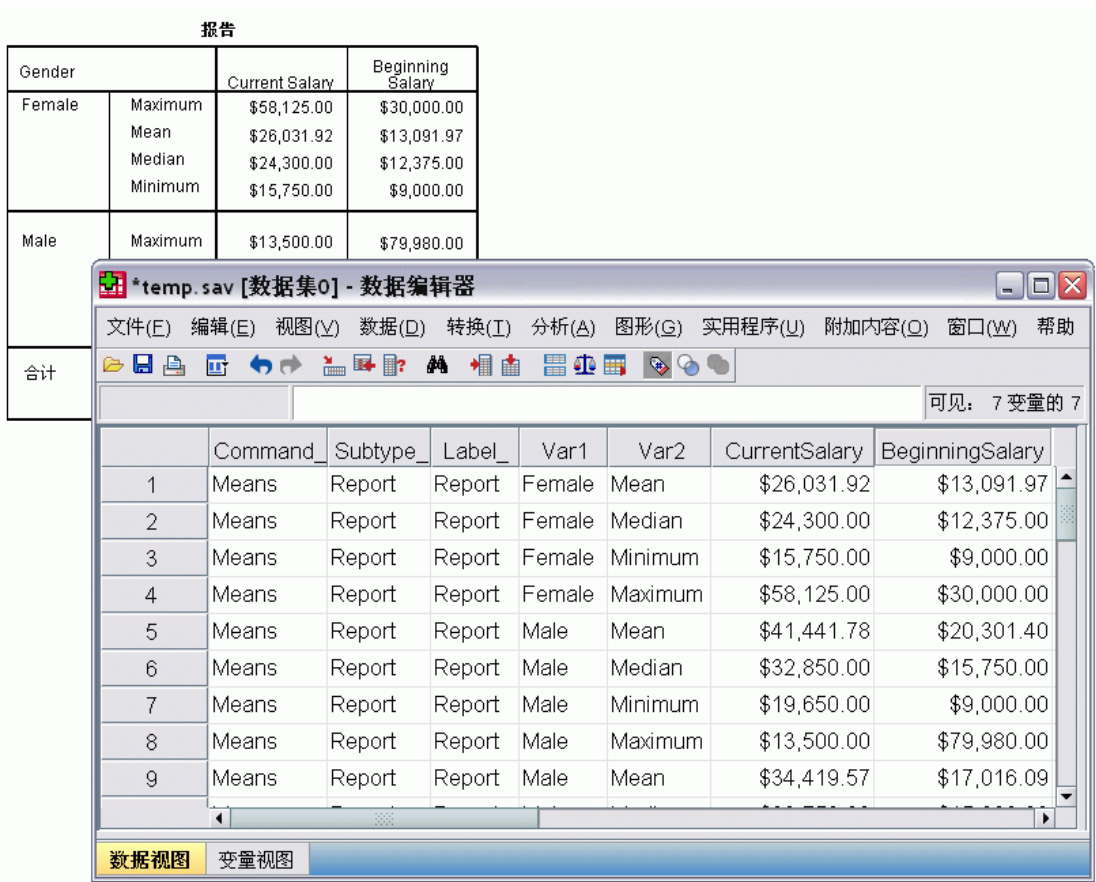 报告
Gender Current Salary Beginning Salary
Female Maximum $58,125.00 $30,000.00
Mean $26,031.92 $13,091.97
Median $24,300.00 $12,375.00
Minimum $15,750.00 $9,000.00
Male Maximum $13,500.00 $79,980.00
合计
*temp.sav [数据集0] - 数据编辑器
文件(F) 编辑(E) 视图(V) 数据(D) 转换(T) 分析(A) 图形(G) 实用程序(U) 附加内容(O) 窗口(W) 帮助
可见: 7 变量的 7
Command_ Subtype_ Label_ Var1 Var2 CurrentSalary BeginningSalary
1 Means Report Report Female Mean $26,031.92 $13,091.97
2 Means Report Report Female Median $24,300.00 $12,375.00
3 Means Report Report Female Minimum $15,750.00 $9,000.00
4 Means Report Report Female Maximum $58,125.00 $30,000.00
5 Means Report Report Male Mean $41,441.78 $20,301.40
6 Means Report Report Male Median $32,850.00 $15,750.00
7 Means Report Report Male Minimum $19,650.00 $9,000.00
8 Means Report Report Male Maximum $13,500.00 $79,980.00
9 Means Report Report Male Mean $34,419.57 $17,016.09
数据视图 变量视图